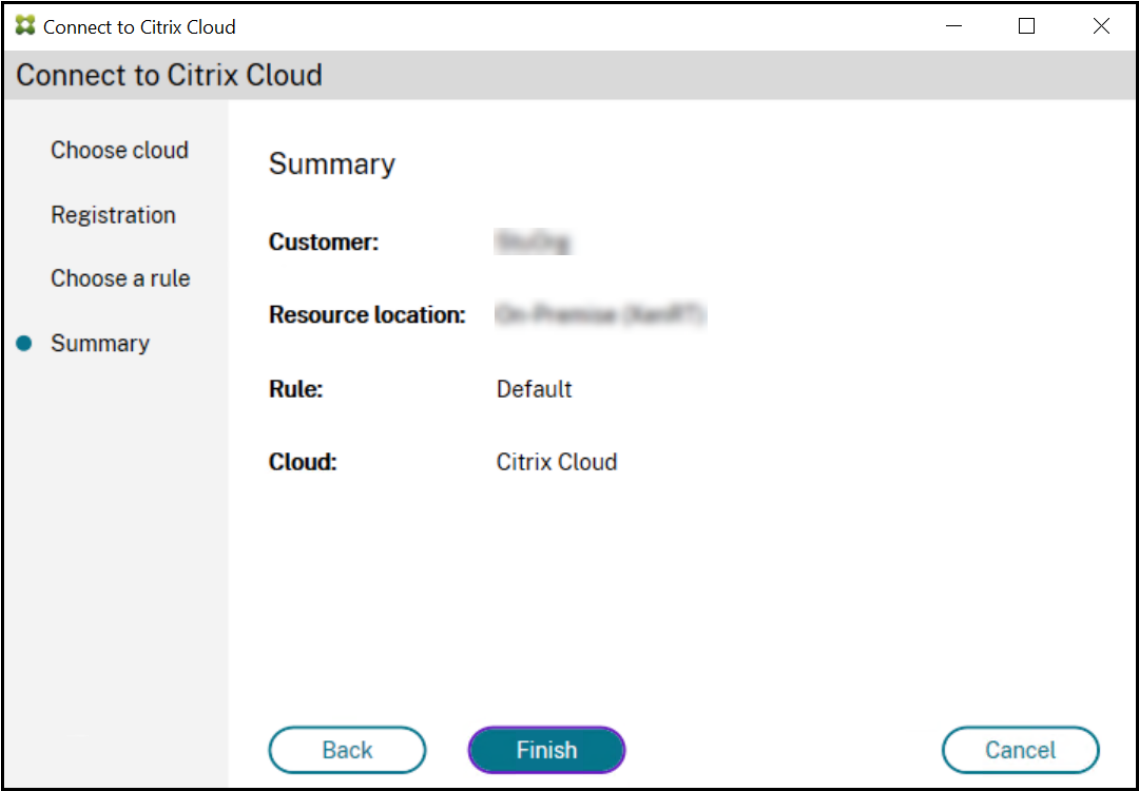 Connect to Citrix Cloud
Connect to Citrix Cloud
Choose cloud
Registration
Choose a rule
Summary
Summary
Customer:
Resource location:
Rule: Default
Cloud: Citrix Cloud
Back Finish Cancel